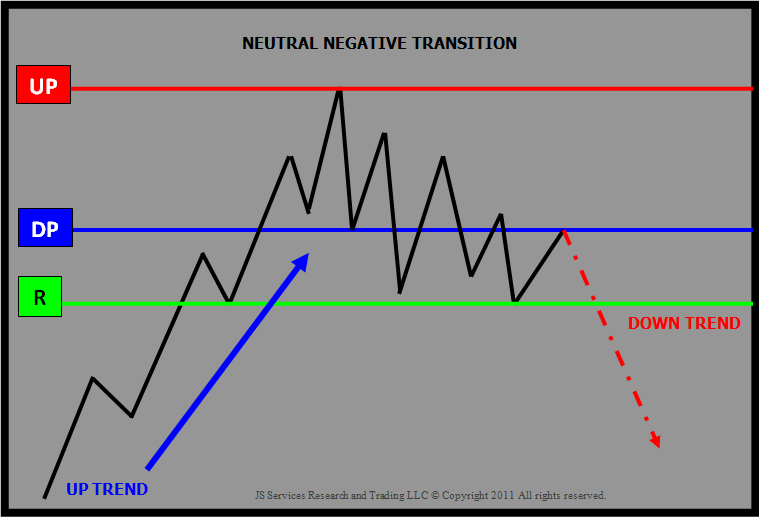 NEUTRAL NEGATIVE TRANSITION
UP
DP
R
DOWN TREND
UP TREND
JS Services Research and Trading LLC © Copyright 2011 All rights reserved.